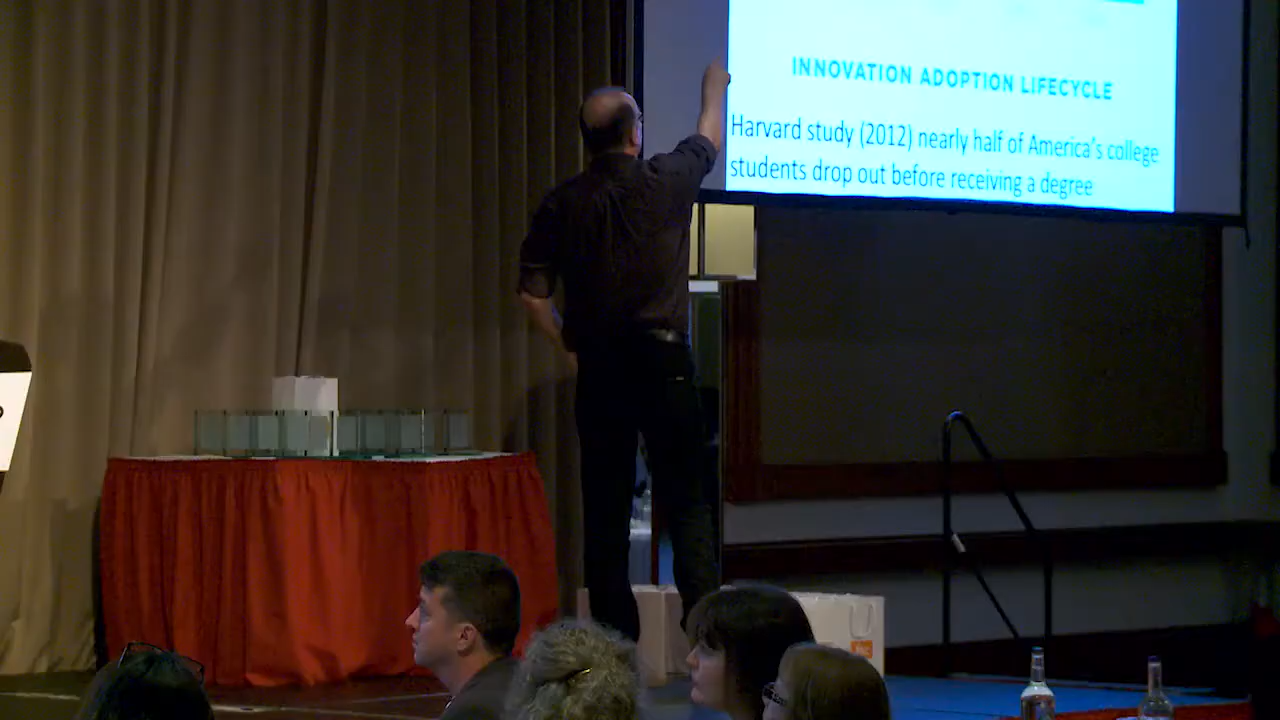 INNOVATION ADOPTION LIFECYCLE
Harvard study (2012) nearly half of America's college
students drop out before receiving a degree